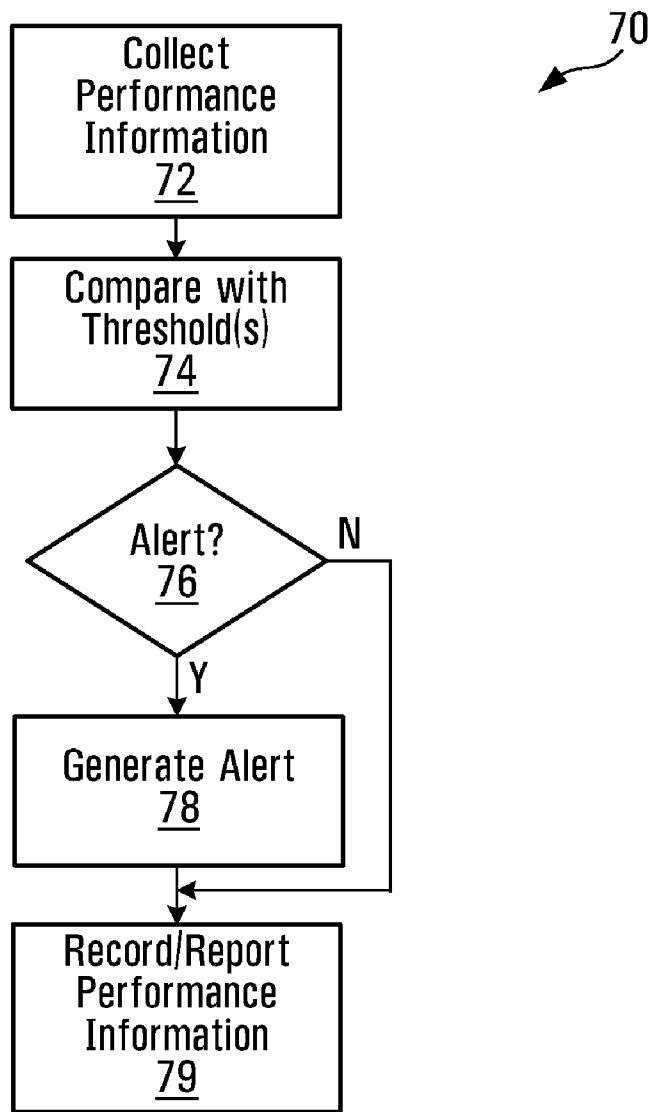 70
Collect
Performance
Information
72
Compare with
Threshold(s)
74
Alert?
76
N
Y
Generate Alert
78
Record/Report
Performance
Information
79